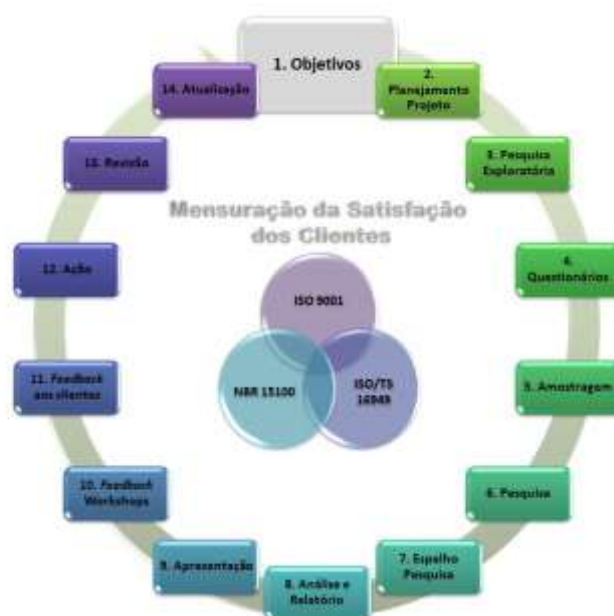 1. Objetivos
2.
Planejamento
Projeto
3. Pesquisa
Exploratória
4.
Questionários
5. Amostragem
6. Pesquisa
7. Espelho
Pesquisa
8. Análise e
Relatório
9. Apresentação
10. Feedback
Workshops
11. Feedback
aos clientes
12. Ação
13. Revisão
14. Atualização
Mensuração da Satisfação
dos Clientes
ISO 9001
NBR 15100
ISO/TS
16949